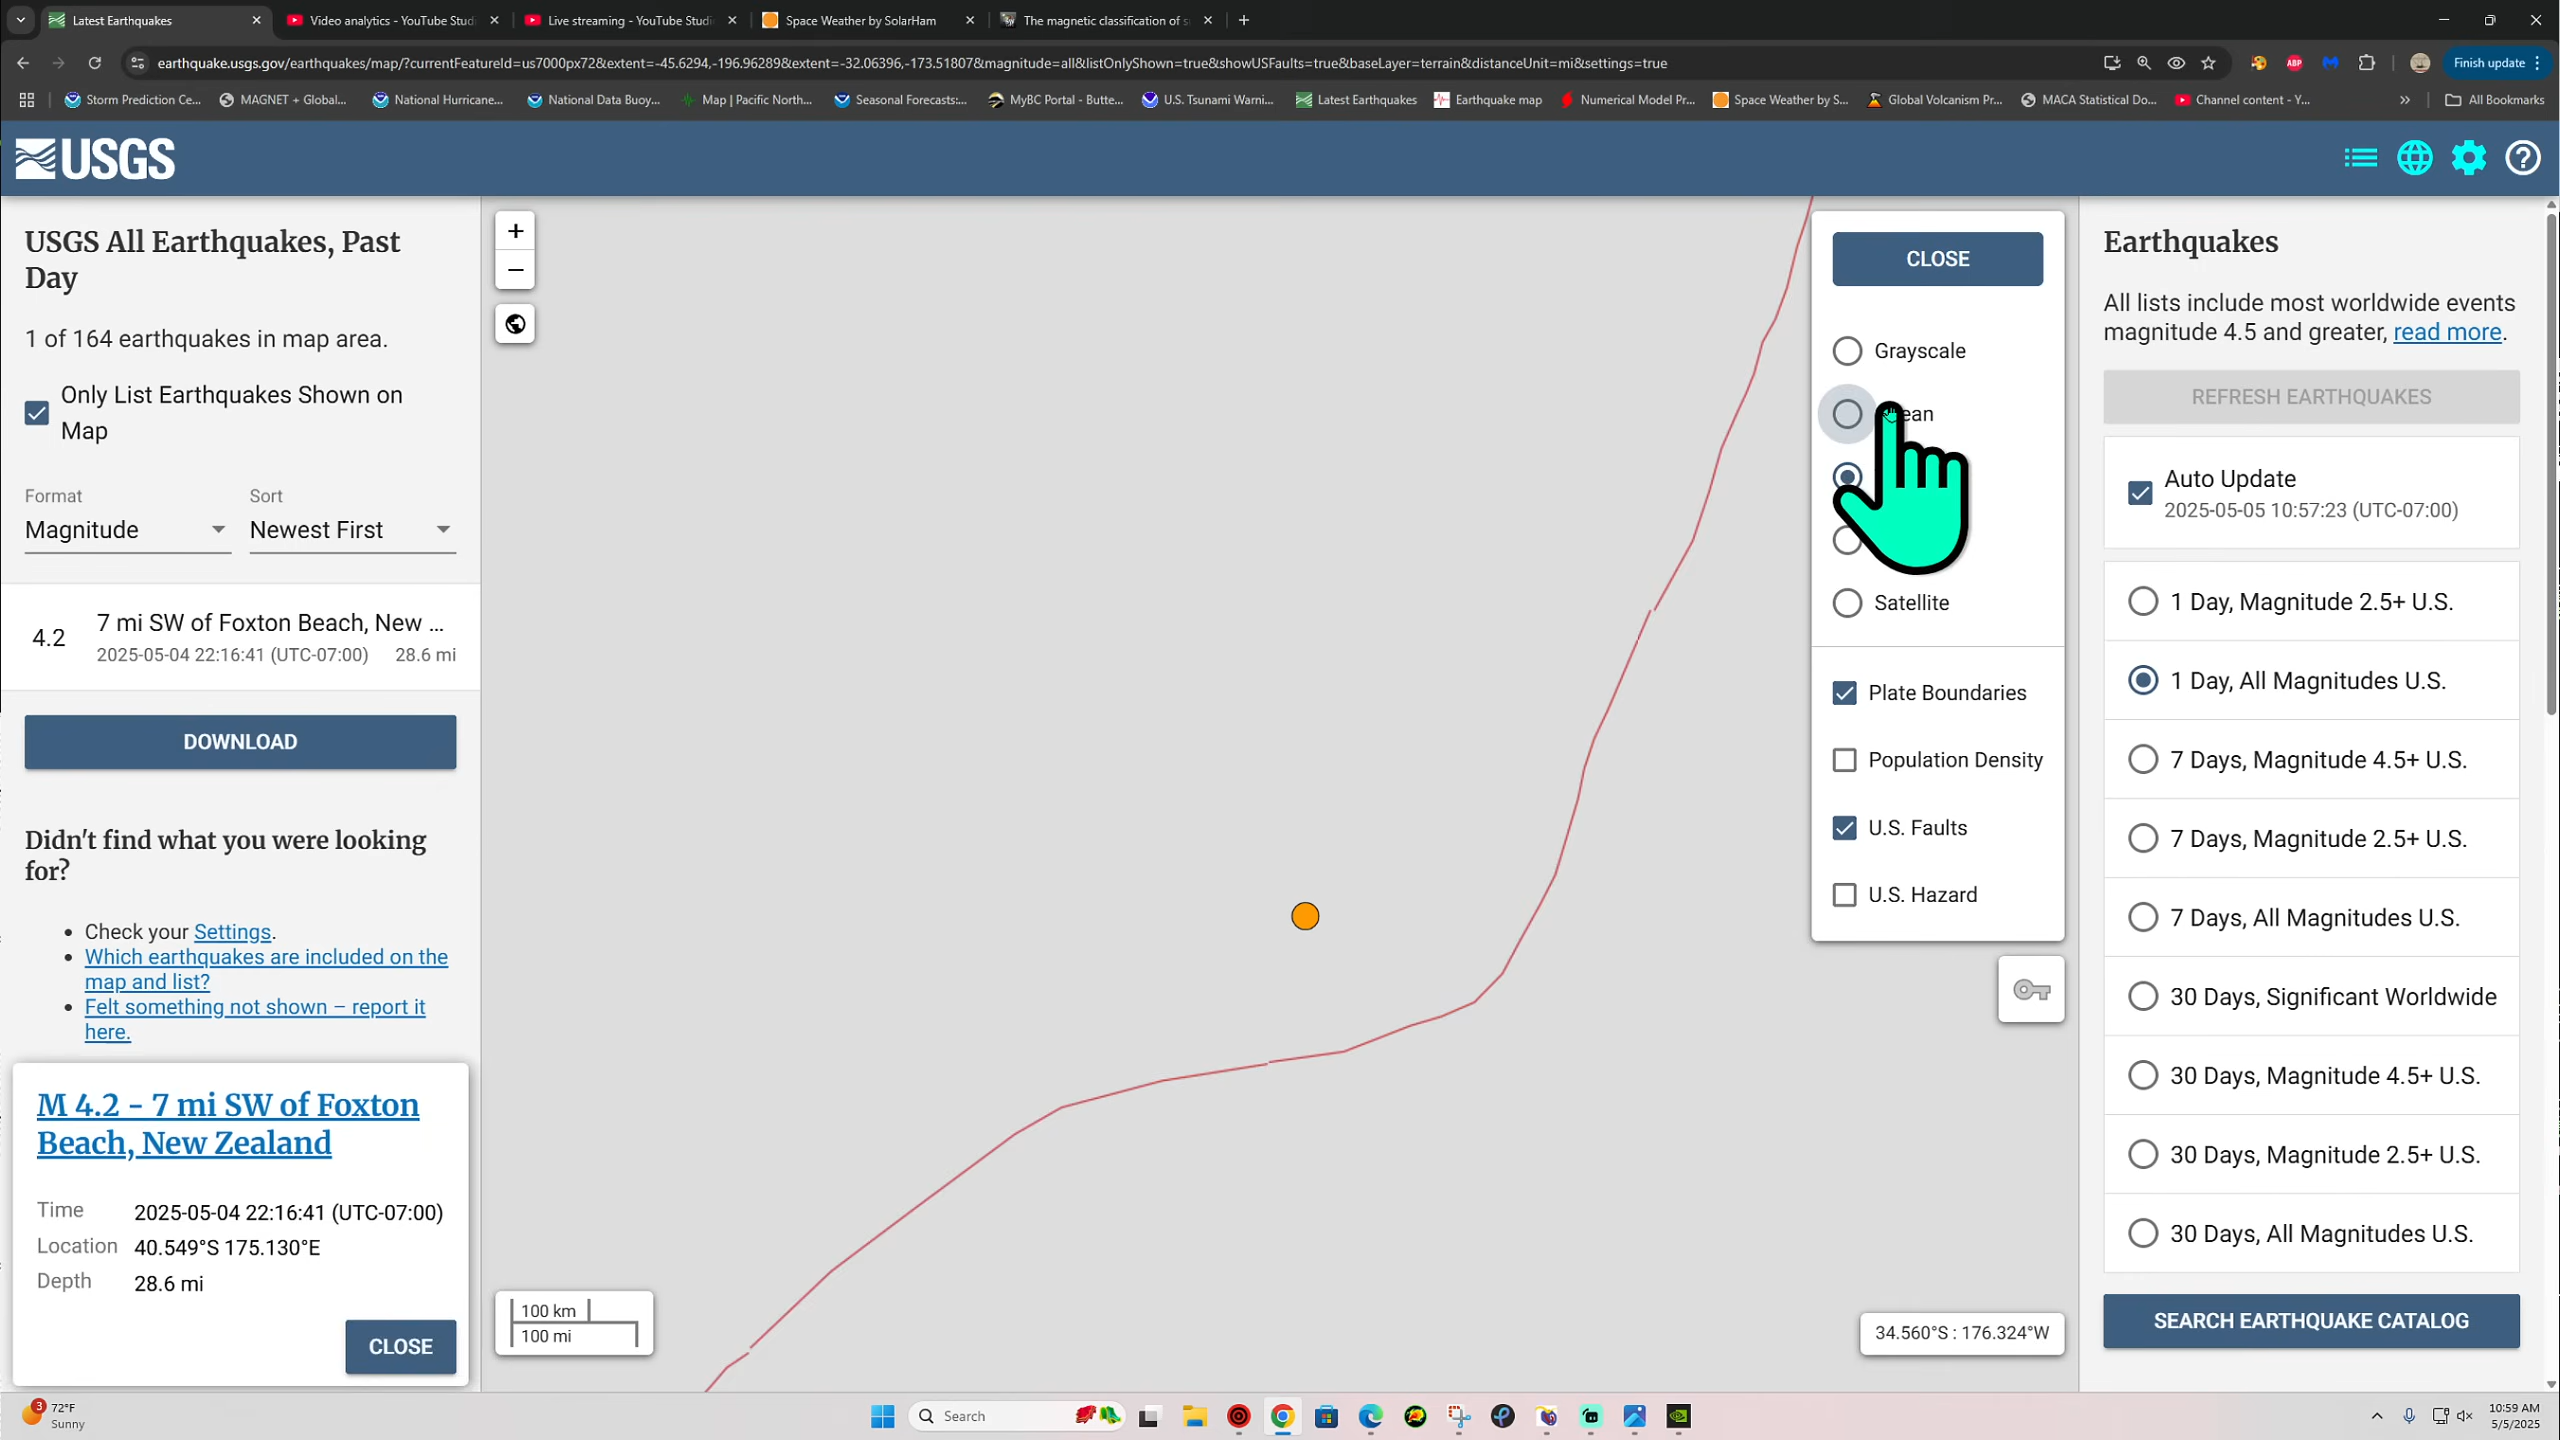 Latest Earthquakes
Video analytics - YouTube Studi
Live streaming - YouTube Studi
Space Weather by SolarHam
The magnetic classification of s
earthquake.usgs.gov/earthquakes/map/?currentFeatureId=us7000px72&extent=-45.6294,-196.96289&extent=-32.06396,-173.51807&magnitude=all&listOnlyShown=true&showUSFaults=true&baseLayer=terrain&distanceUnit=mi&settings=true
ABP
Finish update
Storm Prediction Ce...
MAGNET + Global...
National Hurricane...
National Data Buoy...
Map | Pacific North...
Seasonal Forecasts:...
MyBC Portal - Butte...
U.S. Tsunami Warni...
Latest Earthquakes
Earthquake map
Numerical Model Pr...
Space Weather by S...
Global Volcanism Pr...
MACA Statistical Do...
Channel content - Y...
All Bookmarks
USGS
USGS All Earthquakes, Past
Day
1 of 164 earthquakes in map area.
Only List Earthquakes Shown on
Map
Format
Sort
Magnitude
Newest First
4.2
7 mi SW of Foxton Beach, New ...
2025-05-04 22:16:41 (UTC-07:00)
28.6 mi
DOWNLOAD
Didn't find what you were looking
for?
Check your Settings.
Which earthquakes are included on the
map and list?
Felt something not shown – report it
here.
M 4.2 - 7 mi SW of Foxton
Beach, New Zealand
Time 2025-05-04 22:16:41 (UTC-07:00)
Location 40.549°S 175.130°E
Depth 28.6 mi
CLOSE
+
−
100 km
100 mi
CLOSE
Grayscale
Satellite
Plate Boundaries
Population Density
U.S. Faults
U.S. Hazard
34.560°S : 176.324°W
Earthquakes
All lists include most worldwide events
magnitude 4.5 and greater, read more.
REFRESH EARTHQUAKES
Auto Update
2025-05-05 10:57:23 (UTC-07:00)
1 Day, Magnitude 2.5+ U.S.
1 Day, All Magnitudes U.S.
7 Days, Magnitude 4.5+ U.S.
7 Days, Magnitude 2.5+ U.S.
7 Days, All Magnitudes U.S.
30 Days, Significant Worldwide
30 Days, Magnitude 4.5+ U.S.
30 Days, Magnitude 2.5+ U.S.
30 Days, All Magnitudes U.S.
SEARCH EARTHQUAKE CATALOG
3
72°F
Sunny
Search
10:59 AM
5/5/2025